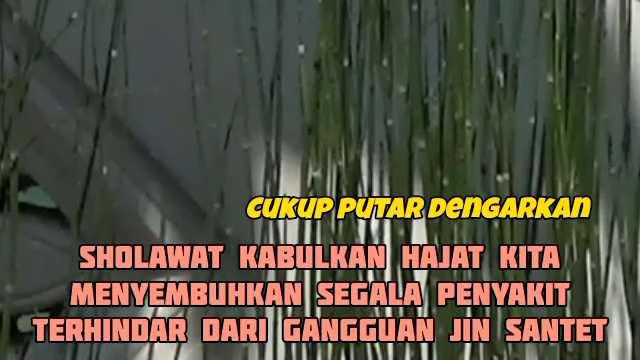 CUKUP PUTAR DENGARKAN
SHOLAWAT KABULKAN HAJAT KITA
MENYEMBUHKAN SEGALA PENYAKIT
TERHINDAR DARI GANGGUAN JIN SANTET